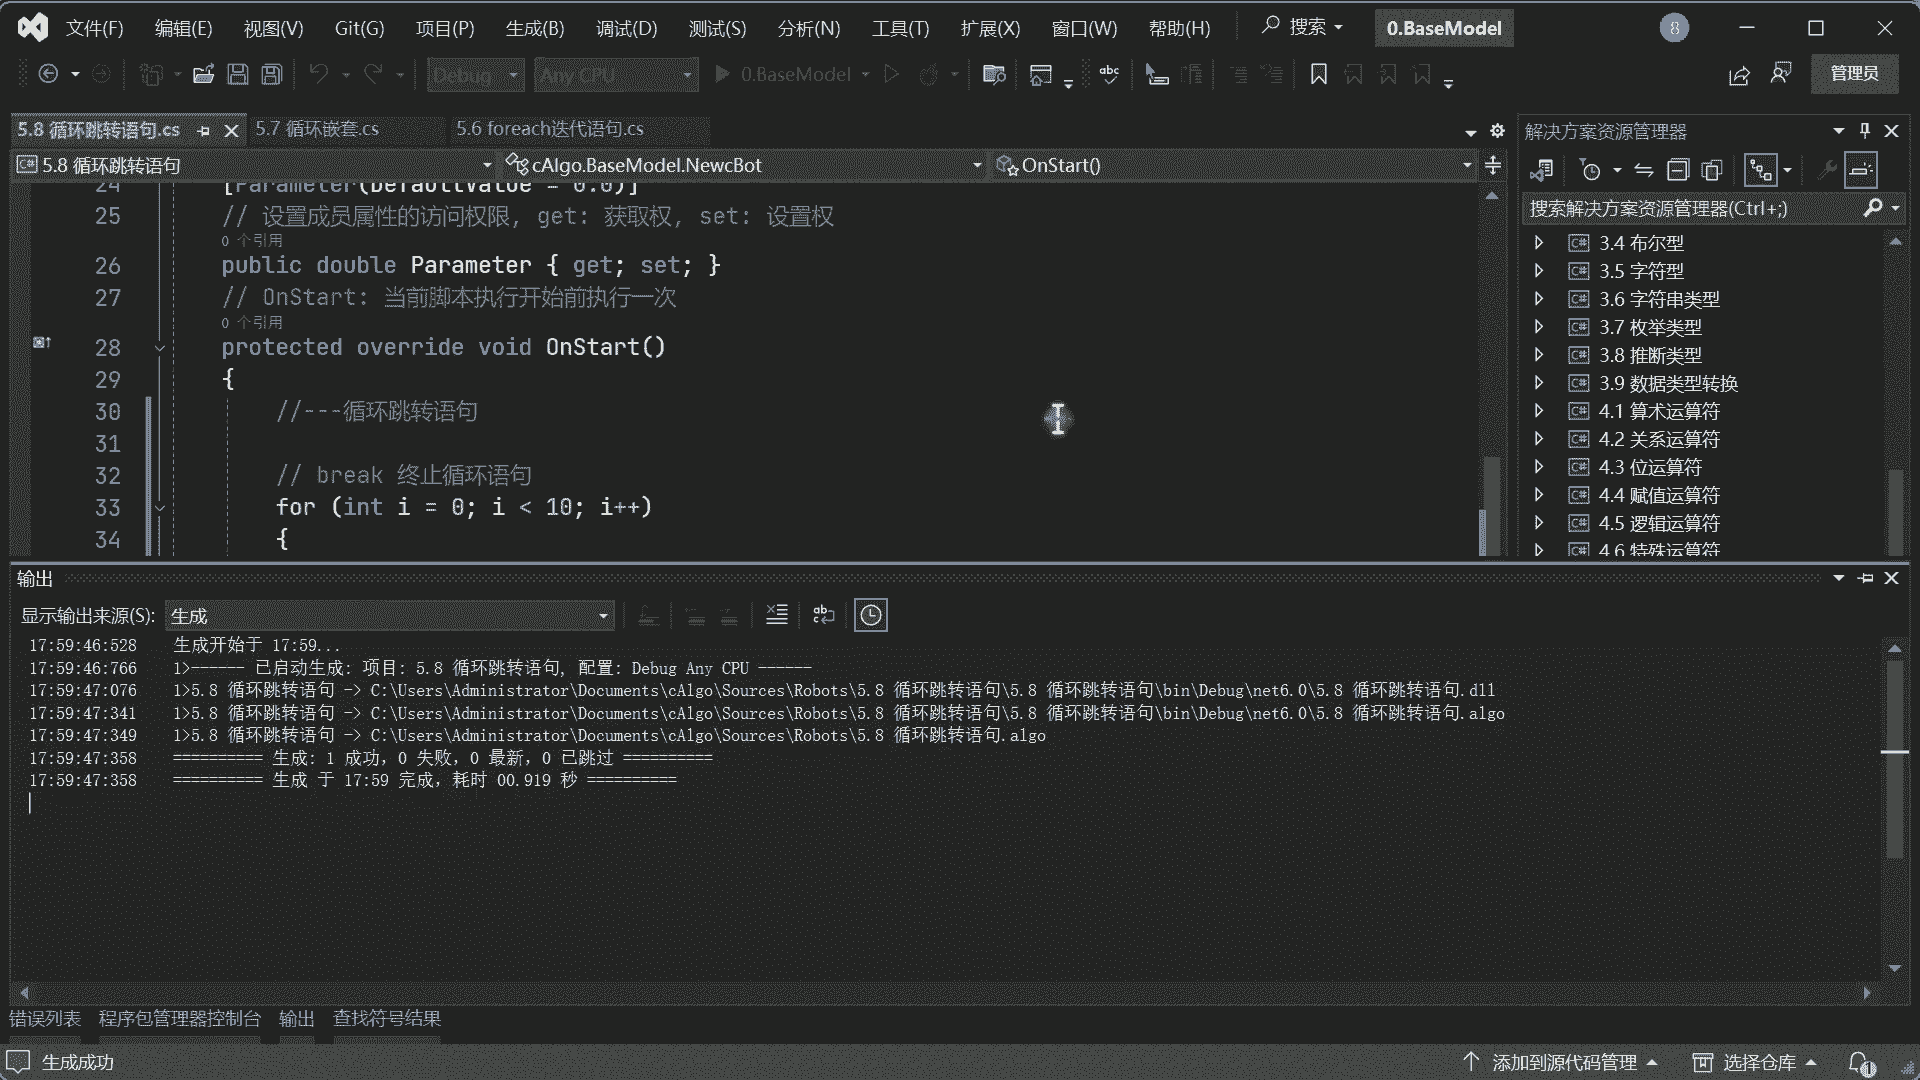 文件(F) 编辑(E) 视图(V) Git(G) 项目(P) 生成(B) 调试(D) 测试(S) 分析(N) 工具(T) 扩展(X) 窗口(W) 帮助(H) 搜索 0.BaseModel 8
Debug Any CPU 0.BaseModel 管理员
5.8 循环跳转语句.cs 5.7 循环嵌套.cs 5.6 foreach迭代语句.cs
5.8 循环跳转语句 cAlgo.BaseModel.NewcBot OnStart()
24 [Parameter(DefaultValue = 0.0)]
25 // 设置成员属性的访问权限, get: 获取权, set: 设置权
0 个引用
26 public double Parameter { get; set; }
27 // OnStart: 当前脚本执行开始前执行一次
0 个引用
28 protected override void OnStart()
29 {
30 //---循环跳转语句
31
32 // break 终止循环语句
33 for (int i = 0; i < 10; i++)
34 {
解决方案资源管理器
搜索解决方案资源管理器(Ctrl+;)
C# 3.4 布尔型
C# 3.5 字符型
C# 3.6 字符串类型
C# 3.7 枚举类型
C# 3.8 推断类型
C# 3.9 数据类型转换
C# 4.1 算术运算符
C# 4.2 关系运算符
C# 4.3 位运算符
C# 4.4 赋值运算符
C# 4.5 逻辑运算符
C# 4.6 特殊运算符
输出
显示输出来源(S): 生成
17:59:46:528 生成开始于 17:59...
17:59:46:766 1>------ 已启动生成: 项目: 5.8 循环跳转语句, 配置: Debug Any CPU ------
17:59:47:076 1>5.8 循环跳转语句 -> C:\Users\Administrator\Documents\cAlgo\Sources\Robots\5.8 循环跳转语句\5.8 循环跳转语句\bin\Debug\net6.0\5.8 循环跳转语句.dll
17:59:47:341 1>5.8 循环跳转语句 -> C:\Users\Administrator\Documents\cAlgo\Sources\Robots\5.8 循环跳转语句\5.8 循环跳转语句\bin\Debug\net6.0\5.8 循环跳转语句.algo
17:59:47:349 1>5.8 循环跳转语句 -> C:\Users\Administrator\Documents\cAlgo\Sources\Robots\5.8 循环跳转语句.algo
17:59:47:358 ========== 生成: 1 成功, 0 失败, 0 最新, 0 已跳过 ==========
17:59:47:358 ========== 生成 于 17:59 完成, 耗时 00.919 秒 ==========
错误列表 程序包管理器控制台 输出 查找符号结果
生成成功 添加到源代码管理 选择仓库 1